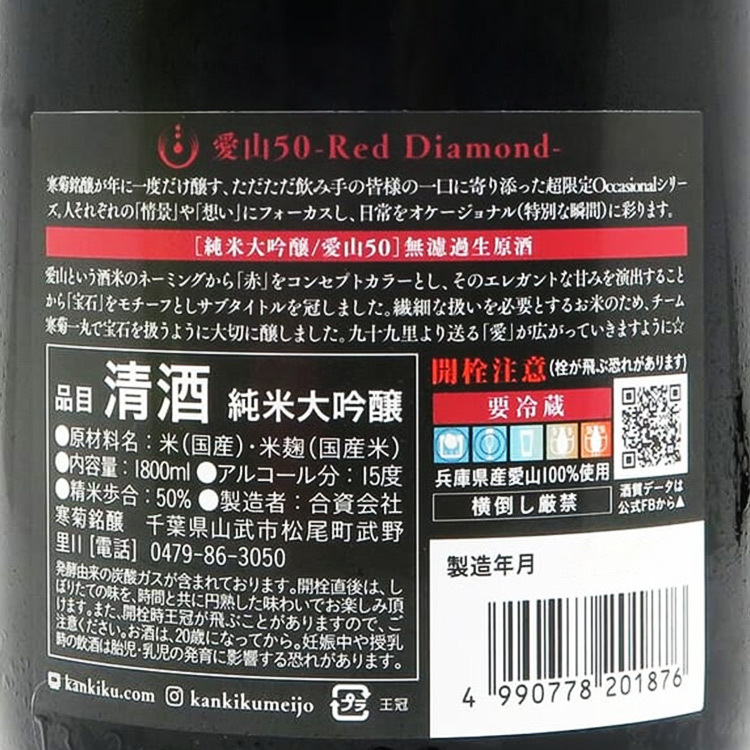 愛山50-Red Diamond-
寒菊銘醸が年に一度だけ醸す、ただただ飲み手の皆様の一口に寄り添った超限定Occasionalシリー
ズ。人それぞれの「情景」や「想い」にフォーカスし、日常をオケージョナル(特別な瞬間)に彩ります。
[純米大吟醸/愛山50]無濾過生原酒
愛山という酒米のネーミングから「赤」をコンセプトカラーとし、そのエレガントな甘みを演出すること
から「宝石」をモチーフとしサブタイトルを冠しました。繊細な扱いを必要とするお米のため、チーム
寒菊一丸で宝石を扱うように大切に醸しました。九十九里より送る「愛」が広がっていきますように☆
品目 清酒 純米大吟醸
●原材料名:米(国産)・米麹(国産米)
●内容量:1800ml ●アルコール分:15度
●精米歩合:50% ●製造者:合資会社
寒菊銘醸 千葉県山武市松尾町武野
里11 [電話] 0479-86-3050
発酵由来の炭酸ガスが含まれております。開栓直後は、し
ぼりたての味を、時間と共に円熟した味わいでお楽しみ頂
けます。また、開栓時王冠が飛ぶことがありますので、ご
注意ください。お酒は、20歳になってから。妊娠中や授乳
時の飲酒は胎児・乳児の発育に影響する恐れがあります。
kankiku.com kankikumeijo プラ 王冠
開栓注意(栓が飛ぶ恐れがあります)
要冷蔵
兵庫県産愛山100%使用
横倒し厳禁
酒質データは
公式FBから▲
製造年月
4 990778 201876